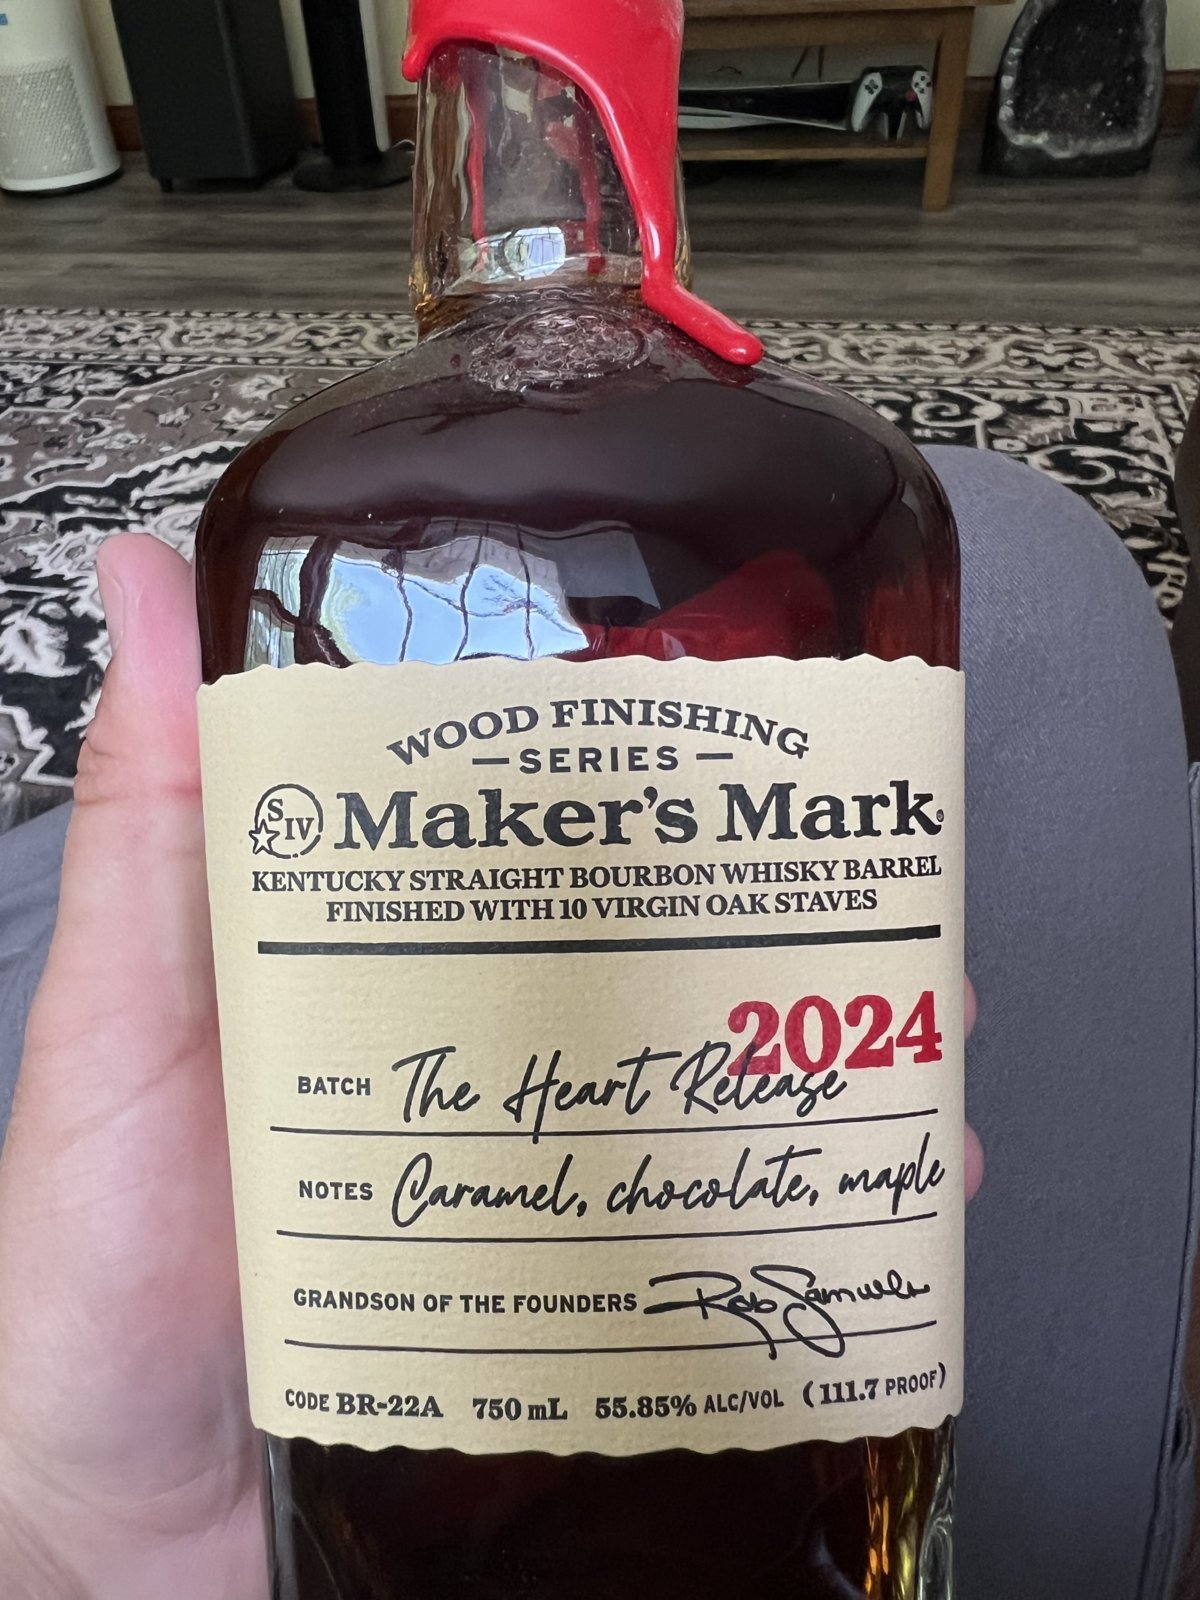 WOOD FINISHING
— SERIES —
S IV Maker's Mark®
KENTUCKY STRAIGHT BOURBON WHISKY BARREL
FINISHED WITH 10 VIRGIN OAK STAVES
2024
BATCH The Heart Release
NOTES Caramel, chocolate, maple
GRANDSON OF THE FOUNDERS Rob Samuels
CODE BR-22A 750 mL 55.85% ALC/VOL (111.7 PROOF)